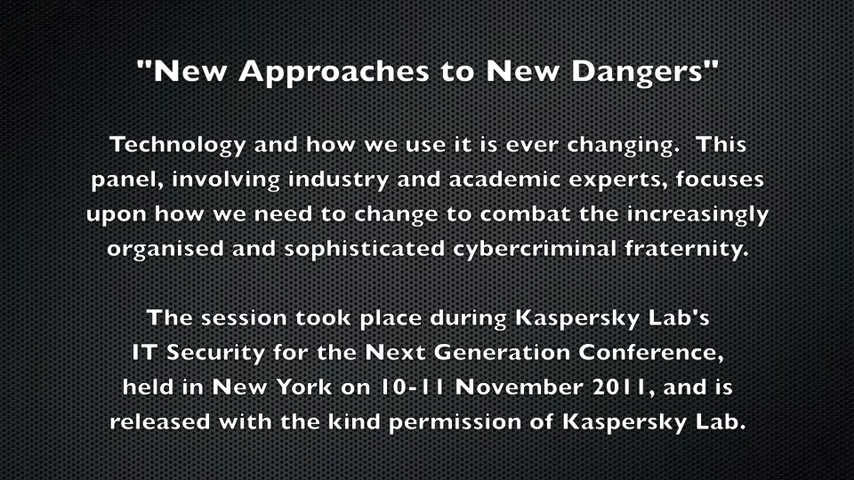 "New Approaches to New Dangers"
Technology and how we use it is ever changing.  This
panel, involving industry and academic experts, focuses
upon how we need to change to combat the increasingly
organised and sophisticated cybercriminal fraternity.
The session took place during Kaspersky Lab's
IT Security for the Next Generation Conference,
held in New York on 10-11 November 2011, and is
released with the kind permission of Kaspersky Lab.